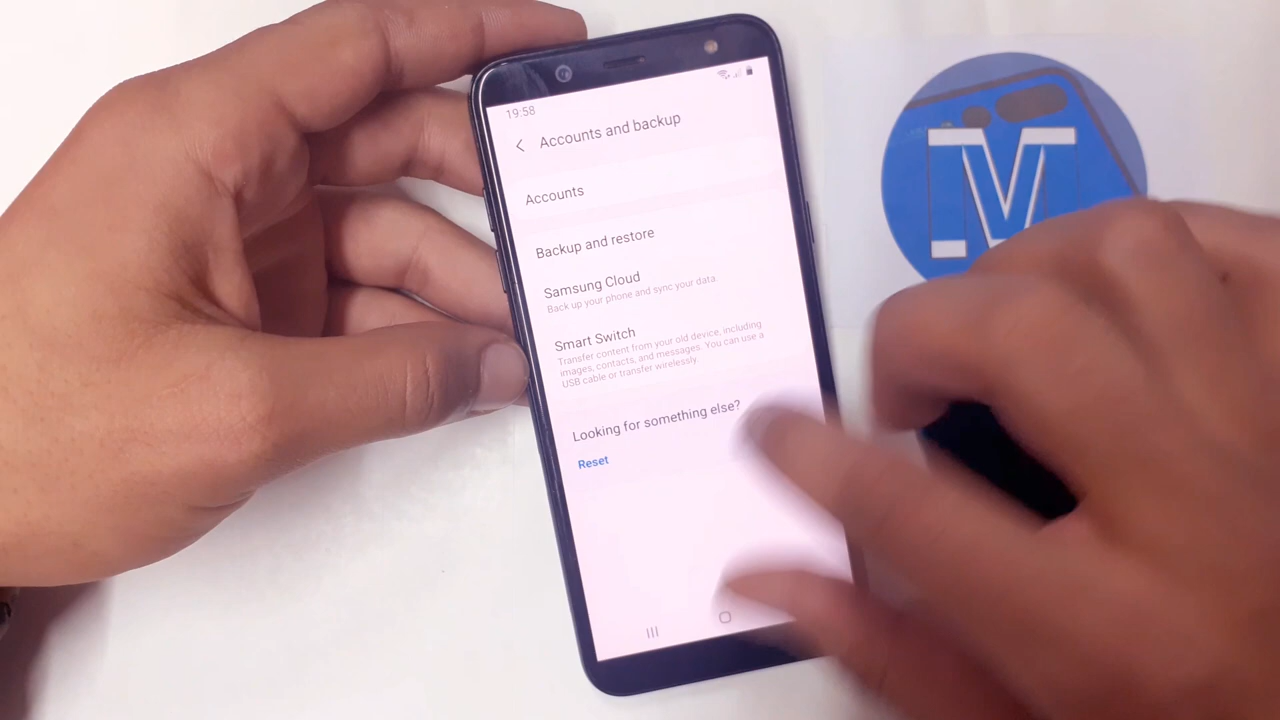 19:58
Accounts and backup
Accounts
Backup and restore
Samsung Cloud
Back up your phone and sync your data.
Smart Switch
Transfer content from your old device, including
images, contacts, and messages. You can use a
USB cable or transfer wirelessly.
Looking for something else?
Reset
M